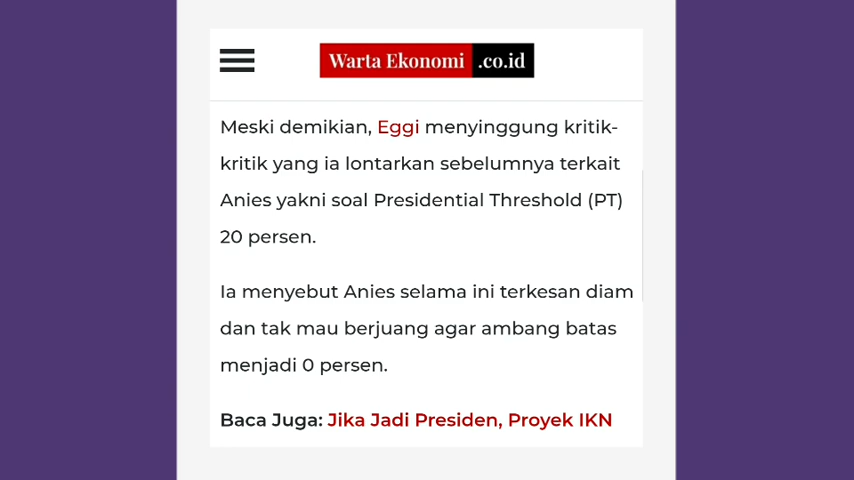 Warta Ekonomi .co.id
Meski demikian, Eggi menyinggung kritik-
kritik yang ia lontarkan sebelumnya terkait
Anies yakni soal Presidential Threshold (PT)
20 persen.
Ia menyebut Anies selama ini terkesan diam
dan tak mau berjuang agar ambang batas
menjadi 0 persen.
Baca Juga: Jika Jadi Presiden, Proyek IKN